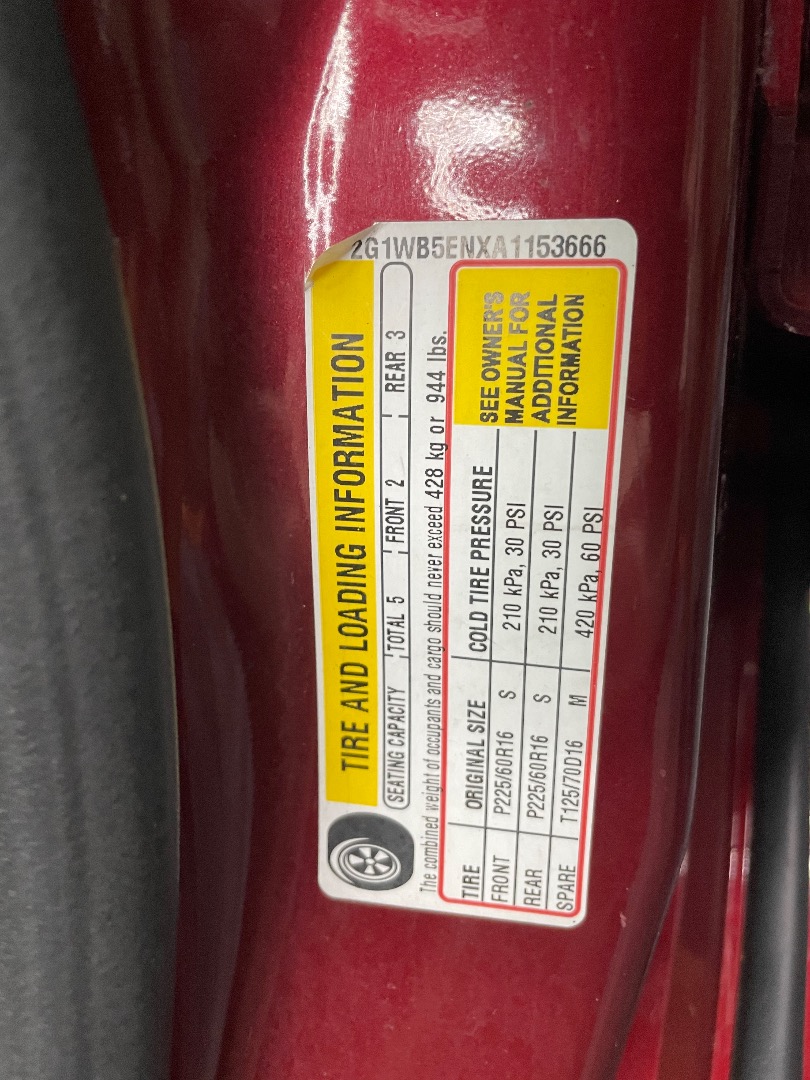 2G1WB5ENXA1153666
TIRE AND LOADING INFORMATION
SEATING CAPACITY TOTAL 5 FRONT 2 REAR 3
The combined weight of occupants and cargo should never exceed 428 kg or 944 lbs.
TIRE ORIGINAL SIZE COLD TIRE PRESSURE
FRONT P225/60R16 S 210 kPa, 30 PSI
REAR P225/60R16 S 210 kPa, 30 PSI
SPARE T125/70D16 M 420 kPa, 60 PSI
SEE OWNER'S
MANUAL FOR
ADDITIONAL
INFORMATION